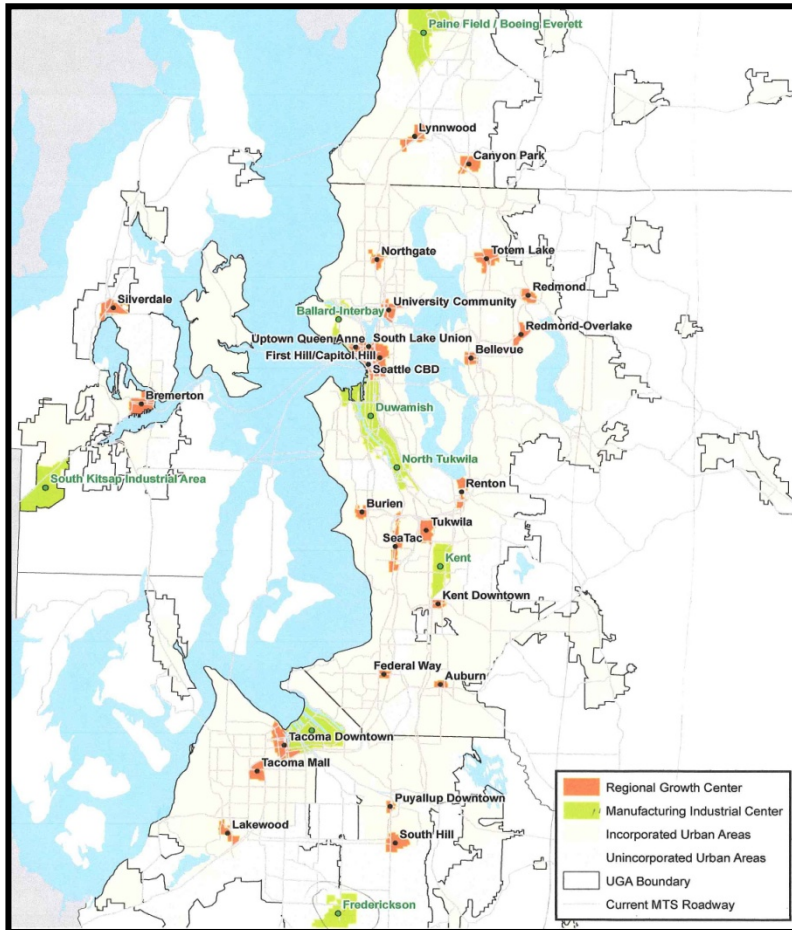 Paine Field / Boeing Everett
Lynnwood
Canyon Park
Northgate
Totem Lake
Silverdale
Redmond
University Community
Ballard-Interbay
Redmond-Overlake
Uptown Queen Anne
South Lake Union
First Hill/Capitol Hill
Bellevue
Seattle CBD
Bremerton
Duwamish
North Tukwila
South Kitsap Industrial Area
Renton
Burien
Tukwila
SeaTac
Kent
Kent Downtown
Federal Way
Auburn
Tacoma Downtown
Tacoma Mall
Puyallup Downtown
Lakewood
South Hill
Frederickson
Regional Growth Center
Manufacturing Industrial Center
Incorporated Urban Areas
Unincorporated Urban Areas
UGA Boundary
Current MTS Roadway